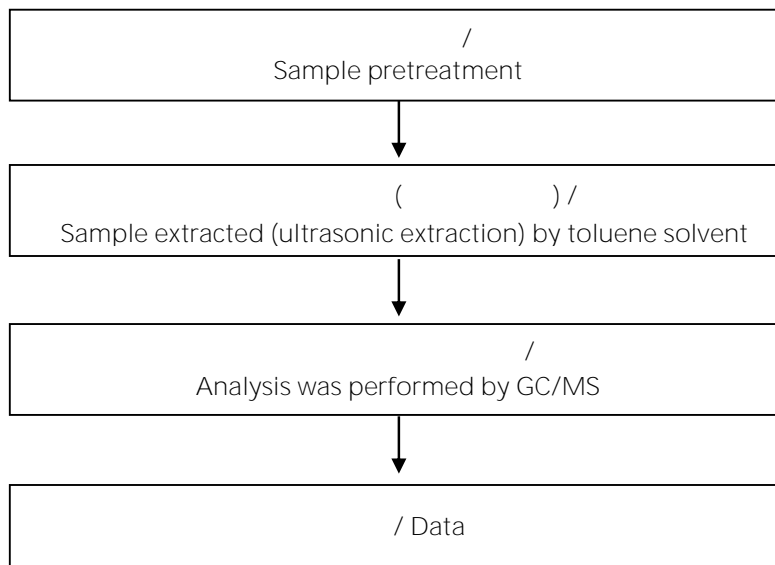 /
Sample pretreatment
( ) /
Sample extracted (ultrasonic extraction) by toluene solvent
/
Analysis was performed by GC/MS
/ Data